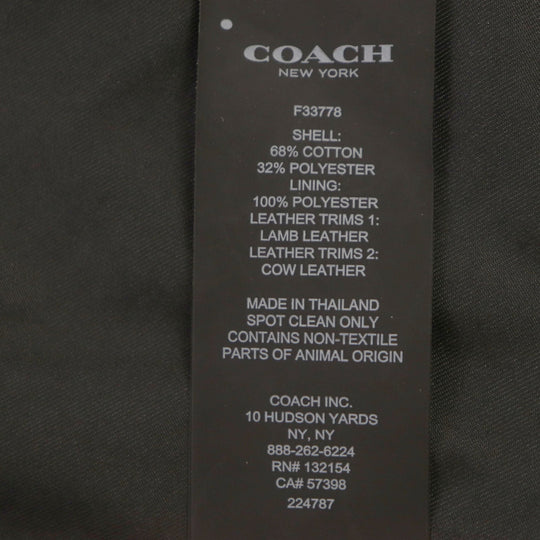 COACH
NEW YORK
F33778
SHELL:
68% COTTON
32% POLYESTER
LINING:
100% POLYESTER
LEATHER TRIMS 1:
LAMB LEATHER
LEATHER TRIMS 2:
COW LEATHER
MADE IN THAILAND
SPOT CLEAN ONLY
CONTAINS NON-TEXTILE
PARTS OF ANIMAL ORIGIN
COACH INC.
10 HUDSON YARDS
NY, NY
888-262-6224
RN# 132154
CA# 57398
224787